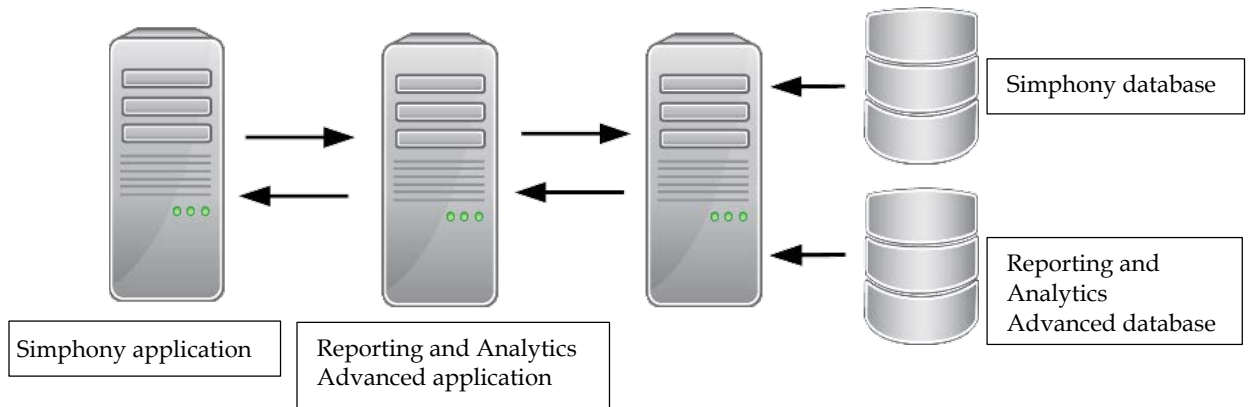 Simphony database
Reporting and
Analytics
Advanced database
Simphony application
Reporting and Analytics
Advanced application